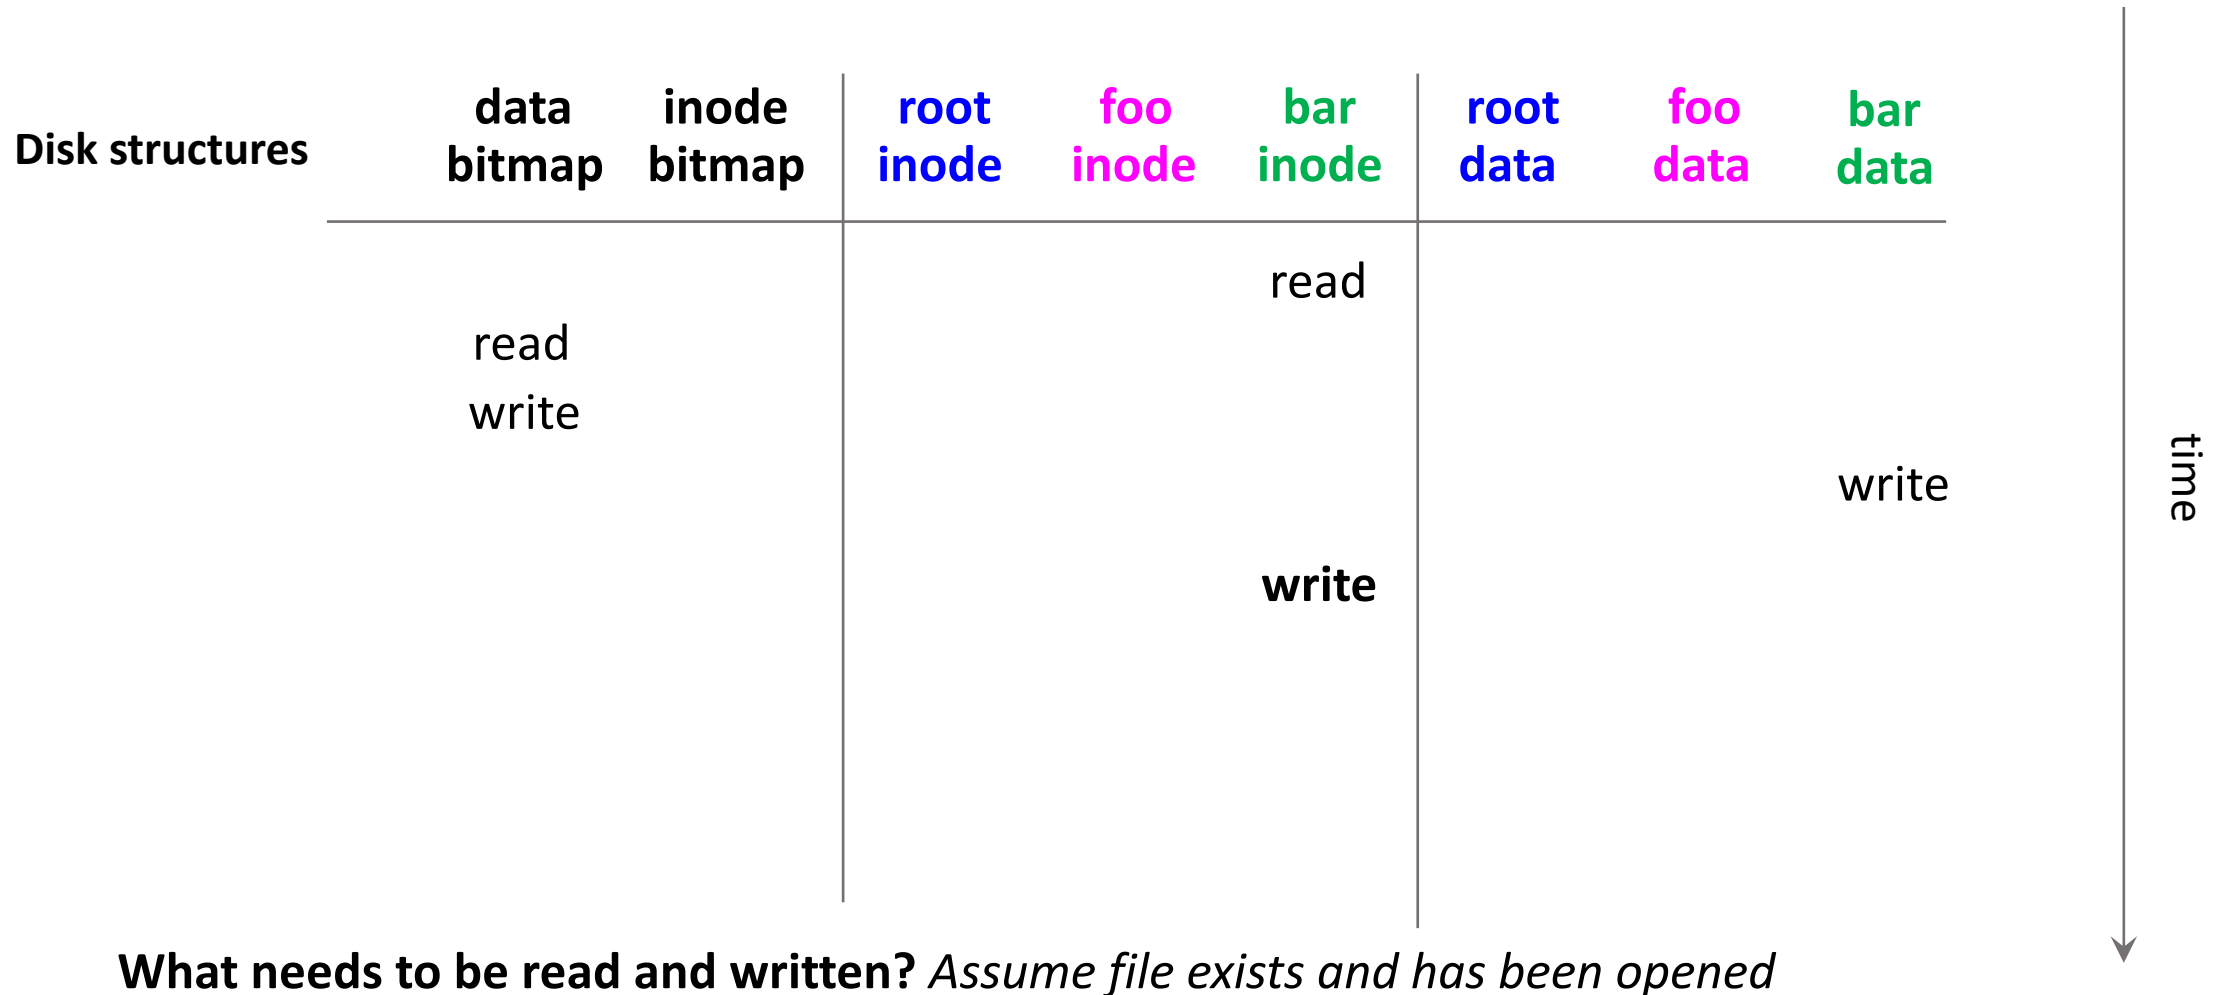 Disk structures
data bitmap
inode bitmap
root inode
foo inode
bar inode
root data
foo data
bar data
read
read
write
write
write
time
What needs to be read and written? Assume file exists and has been opened